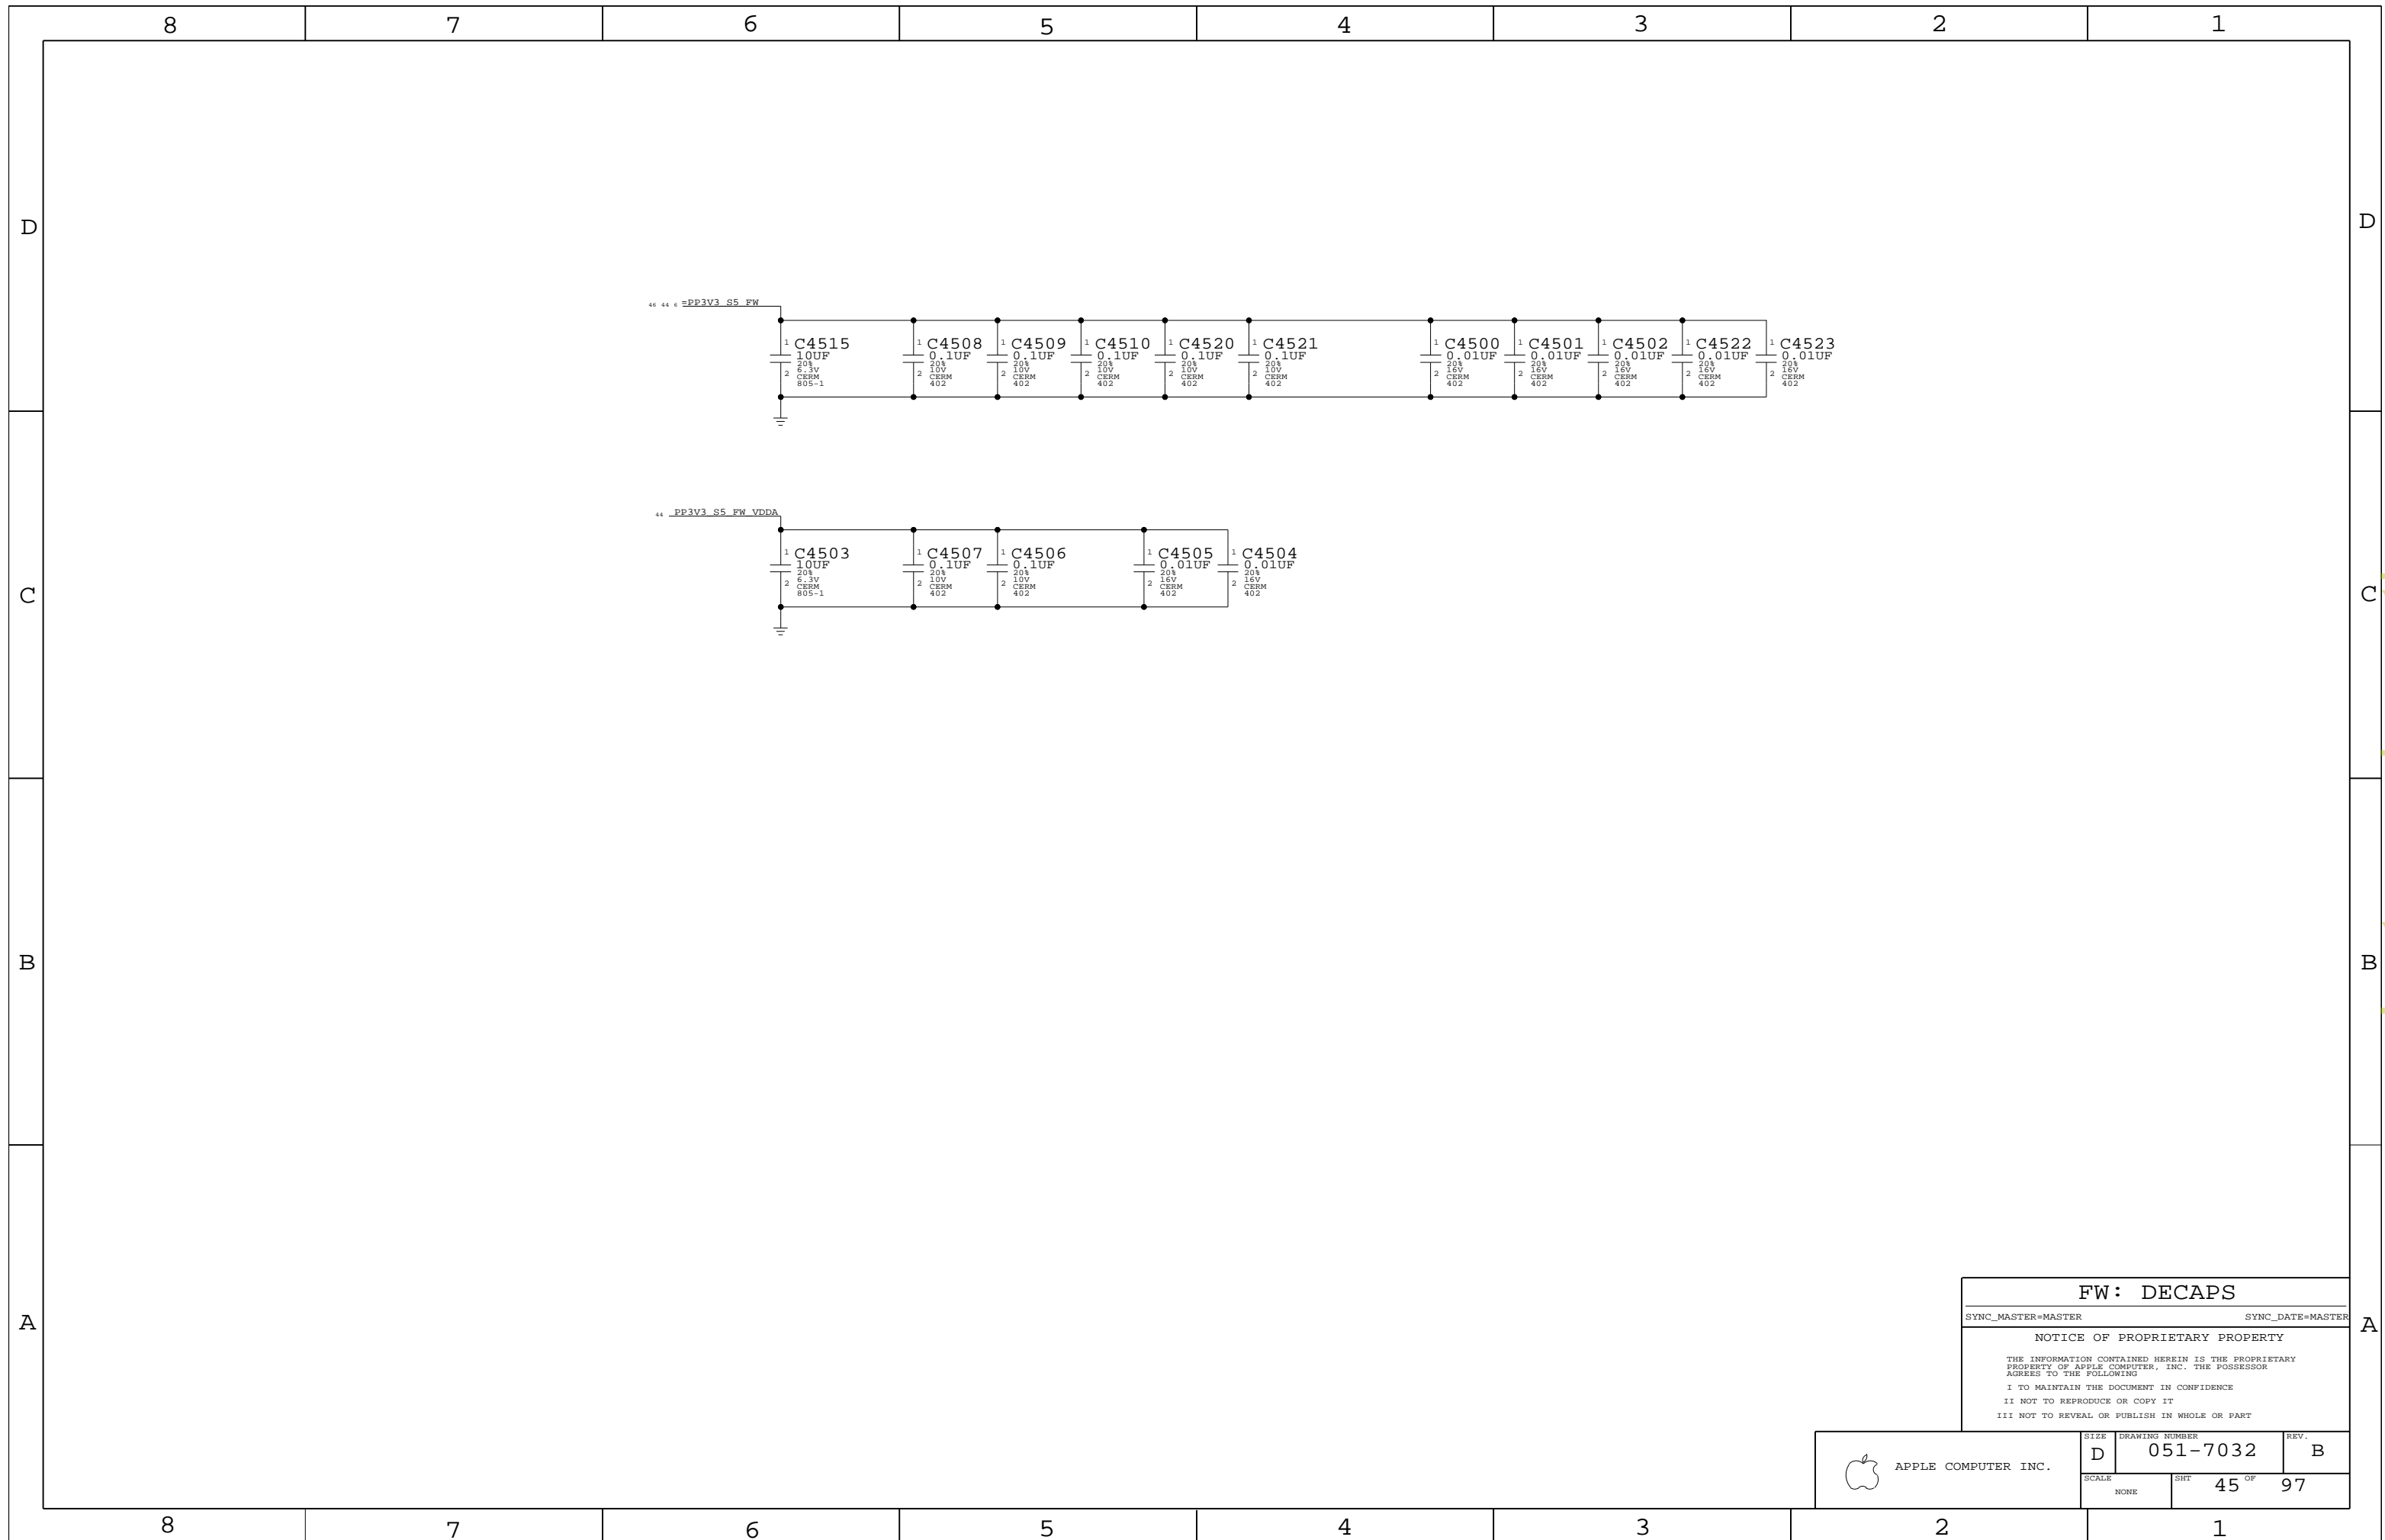 8 7 6 5 4 3 2 1
D D
46 44 6 =PP3V3_S5_FW
1 C4515 1 C4508 1 C4509 1 C4510 1 C4520 1 C4521 1 C4500 1 C4501 1 C4502 1 C4522 1 C4523
10UF 0.1UF 0.1UF 0.1UF 0.1UF 0.1UF 0.01UF 0.01UF 0.01UF 0.01UF 0.01UF
20% 20% 20% 20% 20% 20% 20% 20% 20% 20% 20%
2 6.3V 2 10V 2 10V 2 10V 2 10V 2 10V 2 16V 2 16V 2 16V 2 16V 2 16V
CERM CERM CERM CERM CERM CERM CERM CERM CERM CERM CERM
805-1 402 402 402 402 402 402 402 402 402 402
44 PP3V3_S5_FW_VDDA
1 C4503 1 C4507 1 C4506 1 C4505 1 C4504
10UF 0.1UF 0.1UF 0.01UF 0.01UF
20% 20% 20% 20% 20%
2 6.3V 2 10V 2 10V 2 16V 2 16V
CERM CERM CERM CERM CERM
805-1 402 402 402 402
C C
B B
A A
FW: DECAPS
SYNC_MASTER=MASTER SYNC_DATE=MASTER
NOTICE OF PROPRIETARY PROPERTY
THE INFORMATION CONTAINED HEREIN IS THE PROPRIETARY
PROPERTY OF APPLE COMPUTER, INC. THE POSSESSOR
AGREES TO THE FOLLOWING
I TO MAINTAIN THE DOCUMENT IN CONFIDENCE
II NOT TO REPRODUCE OR COPY IT
III NOT TO REVEAL OR PUBLISH IN WHOLE OR PART
APPLE COMPUTER INC.
SIZE DRAWING NUMBER REV.
D 051-7032 B
SCALE SHT OF
NONE 45 97
8 7 6 5 4 3 2 1